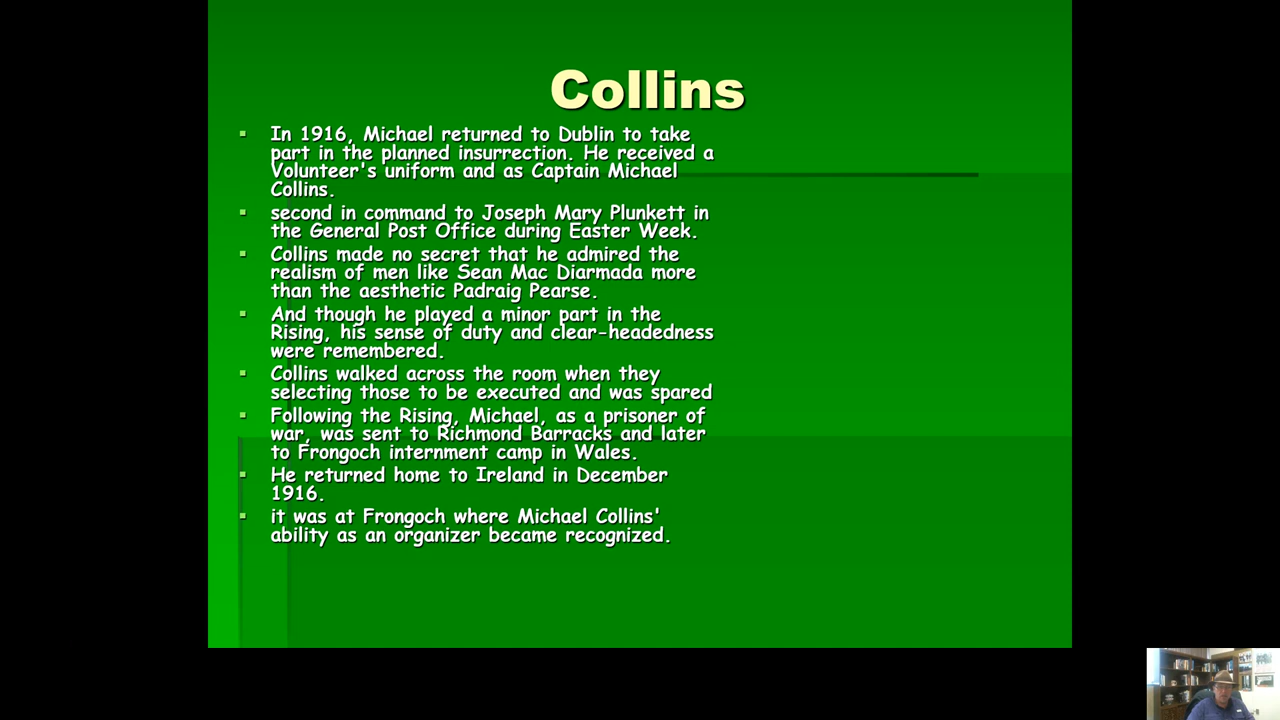 Collins
In 1916, Michael returned to Dublin to take
part in the planned insurrection. He received a
Volunteer's uniform and as Captain Michael
Collins.
second in command to Joseph Mary Plunkett in
the General Post Office during Easter Week.
Collins made no secret that he admired the
realism of men like Sean Mac Diarmada more
than the aesthetic Padraig Pearse.
And though he played a minor part in the
Rising, his sense of duty and clear-headedness
were remembered.
Collins walked across the room when they
selecting those to be executed and was spared
Following the Rising, Michael, as a prisoner of
war, was sent to Richmond Barracks and later
to Frongoch internment camp in Wales.
He returned home to Ireland in December
1916.
it was at Frongoch where Michael Collins'
ability as an organizer became recognized.